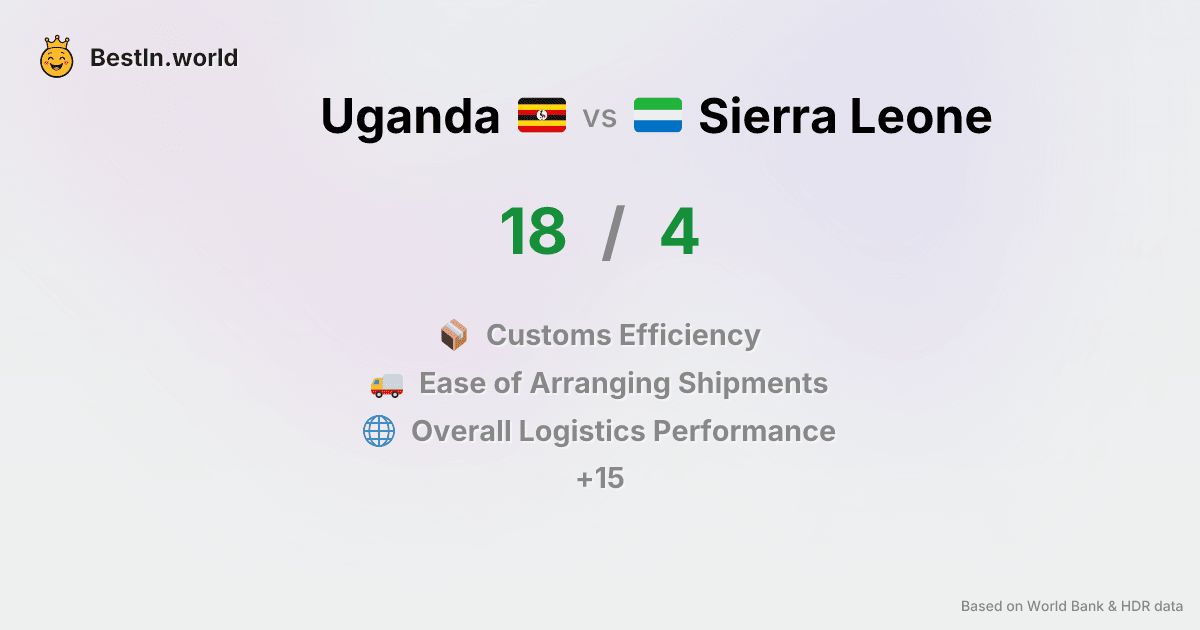 BestIn.world
Uganda vs Sierra Leone
18 / 4
Customs Efficiency
Ease of Arranging Shipments
Overall Logistics Performance
+15
Based on World Bank & HDR data